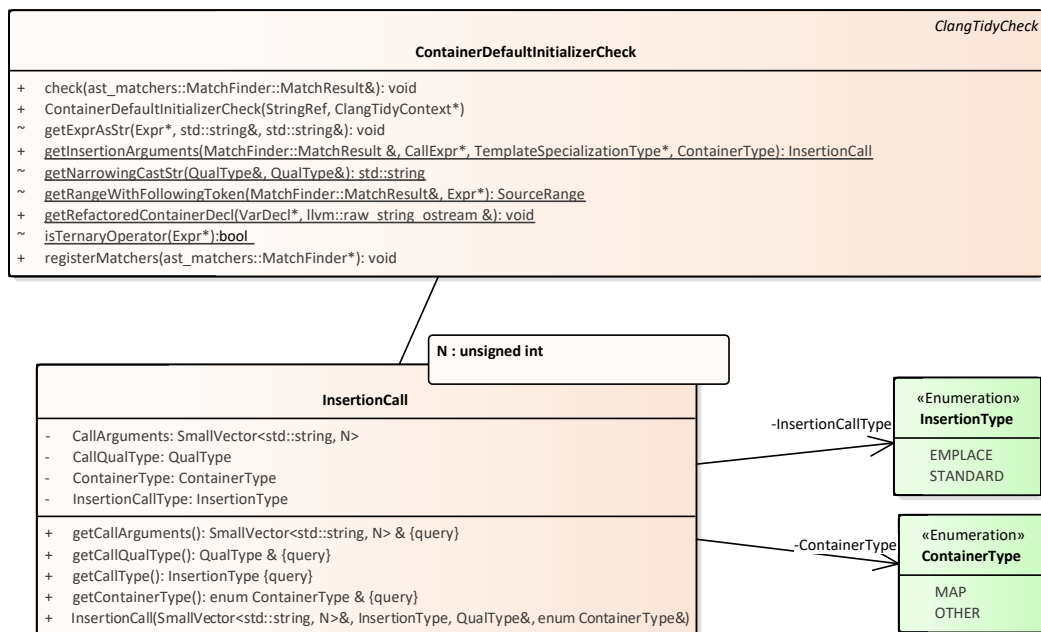 ClangTidyCheck
ContainerDefaultInitializerCheck
+ check(ast_matchers::MatchFinder::MatchResult&): void
+ ContainerDefaultInitializerCheck(StringRef, ClangTidyContext*)
~ getExprAsStr(Expr*, std::string&, std::string&): void
+ getInsertionArguments(MatchFinder::MatchResult &, CallExpr*, TemplateSpecializationType*, ContainerType): InsertionCall
~ getNarrowingCastStr(QualType&, QualType&): std::string
~ getRangeWithFollowingToken(MatchFinder::MatchResult&, Expr*): SourceRange
+ getRefactoredContainerDecl(VarDecl*, llvm::raw_string_ostream &): void
~ isTernaryOperator(Expr*):bool
+ registerMatchers(ast_matchers::MatchFinder*): void
N : unsigned int
InsertionCall
- CallArguments: SmallVector<std::string, N>
- CallQualType: QualType
- ContainerType: ContainerType
- InsertionCallType: InsertionType
+ getCallArguments(): SmallVector<std::string, N> & {query}
+ getCallQualType(): QualType & {query}
+ getCallType(): InsertionType {query}
+ getContainerType(): enum ContainerType & {query}
+ InsertionCall(SmallVector<std::string, N>&, InsertionType, QualType&, enum ContainerType&)
-InsertionCallType
«Enumeration»
InsertionType
EMPLACE
STANDARD
-ContainerType
«Enumeration»
ContainerType
MAP
OTHER